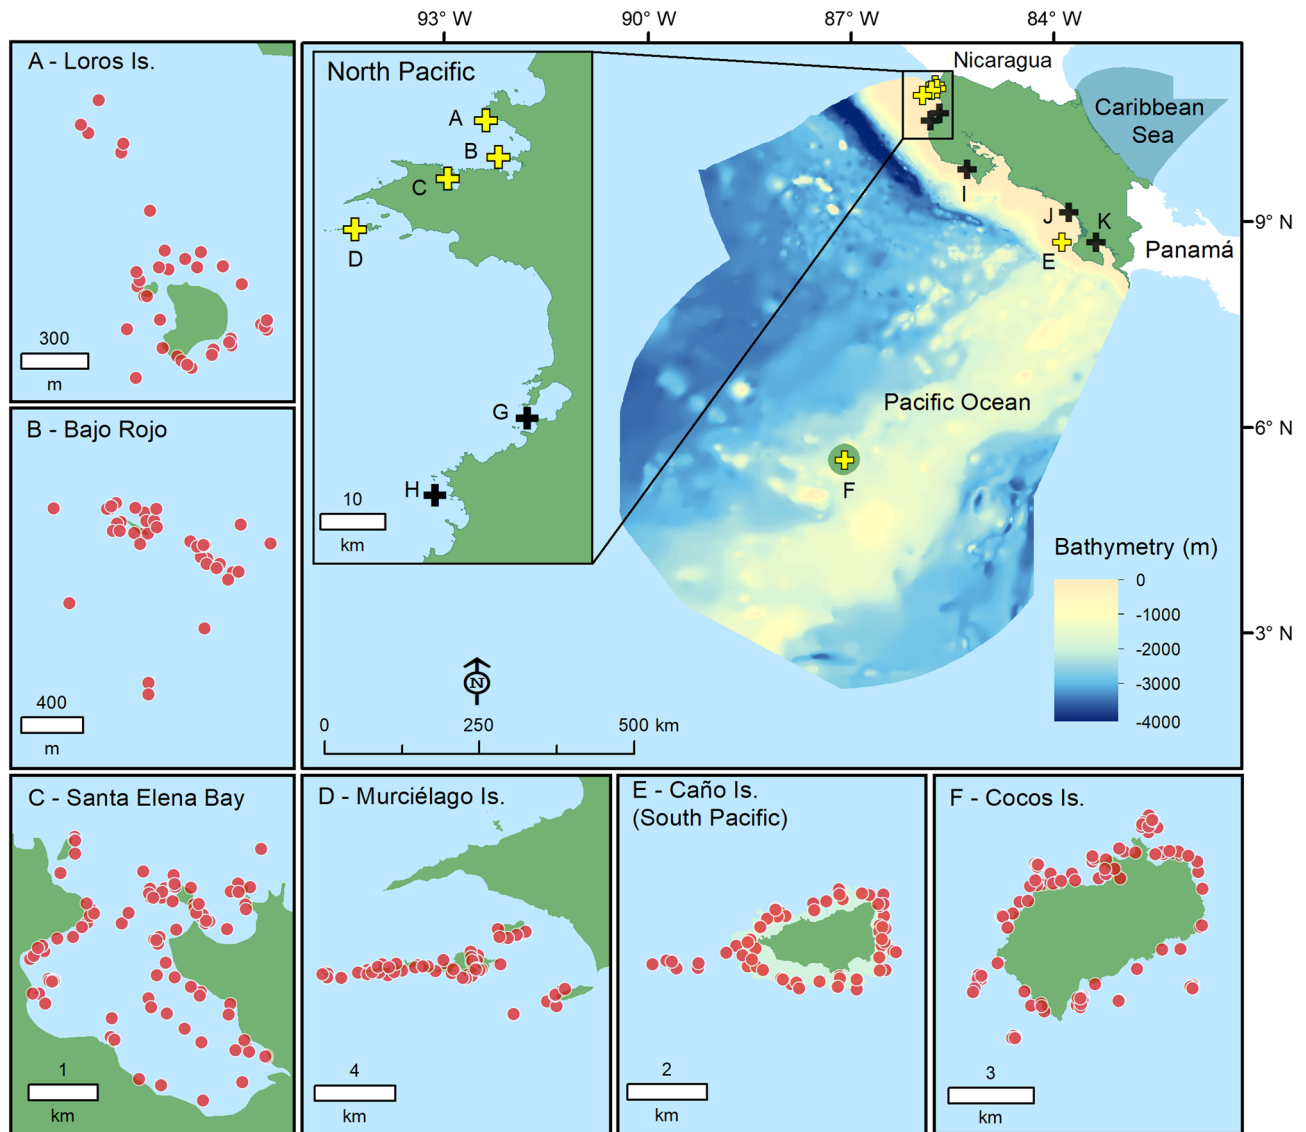 93° W
90° W
87° W
84° W
A - Loros Is.
300
m
B - Bajo Rojo
400
m
North Pacific
A
B
C
D
G
H
10
km
Nicaragua
Caribbean
Sea
I
J
K
E
Panamá
9° N
Pacific Ocean
6° N
F
Bathymetry (m)
0
-1000
-2000
-3000
-4000
3° N
N
0
250
500 km
C - Santa Elena Bay
1
km
D - Murciélago Is.
4
km
E - Caño Is.
(South Pacific)
2
km
F - Cocos Is.
3
km